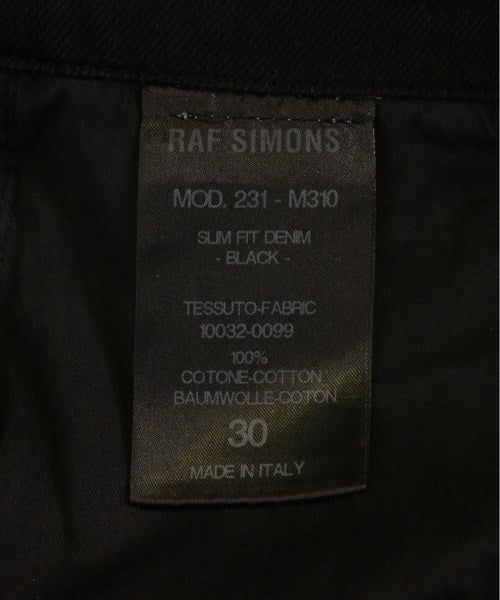 RAF SIMONS
MOD. 231 - M310
SLIM FIT DENIM
- BLACK -
TESSUTO-FABRIC
10032-0099
100%
COTONE-COTTON
BAUMWOLLE-COTON
30
MADE IN ITALY